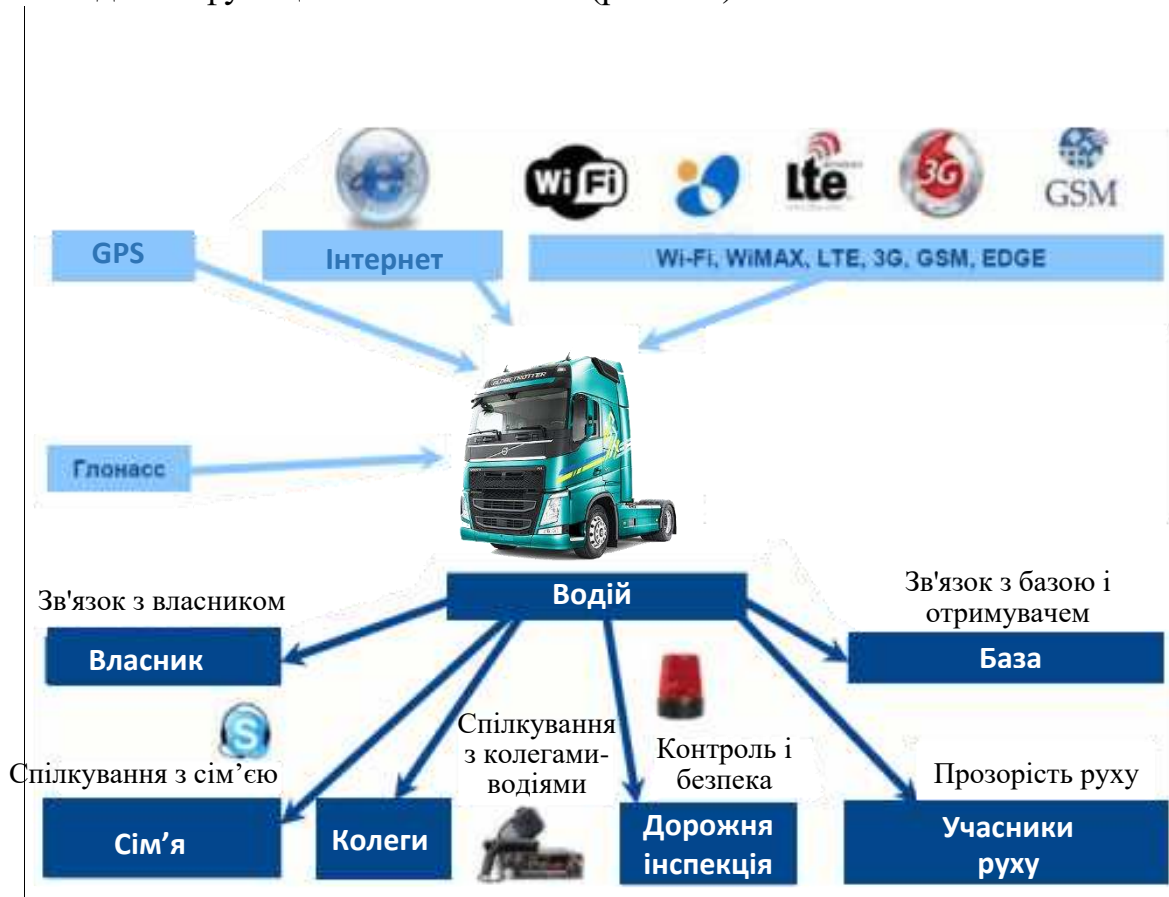 WiFi
Lte
3G
GSM
GPS
Інтернет
Wi-Fi, WiMAX, LTE, 3G, GSM, EDGE
GLOBETROTTER
Глонасс
Водій
Зв'язок з власником
Власник
Зв'язок з базою і
отримувачем
База
S
Спілкування з сім’єю
Сім’я
Колеги
Спілкування
з колегами-
водіями
Контроль і
безпека
Дорожня
інспекція
Прозорість руху
Учасники
руху